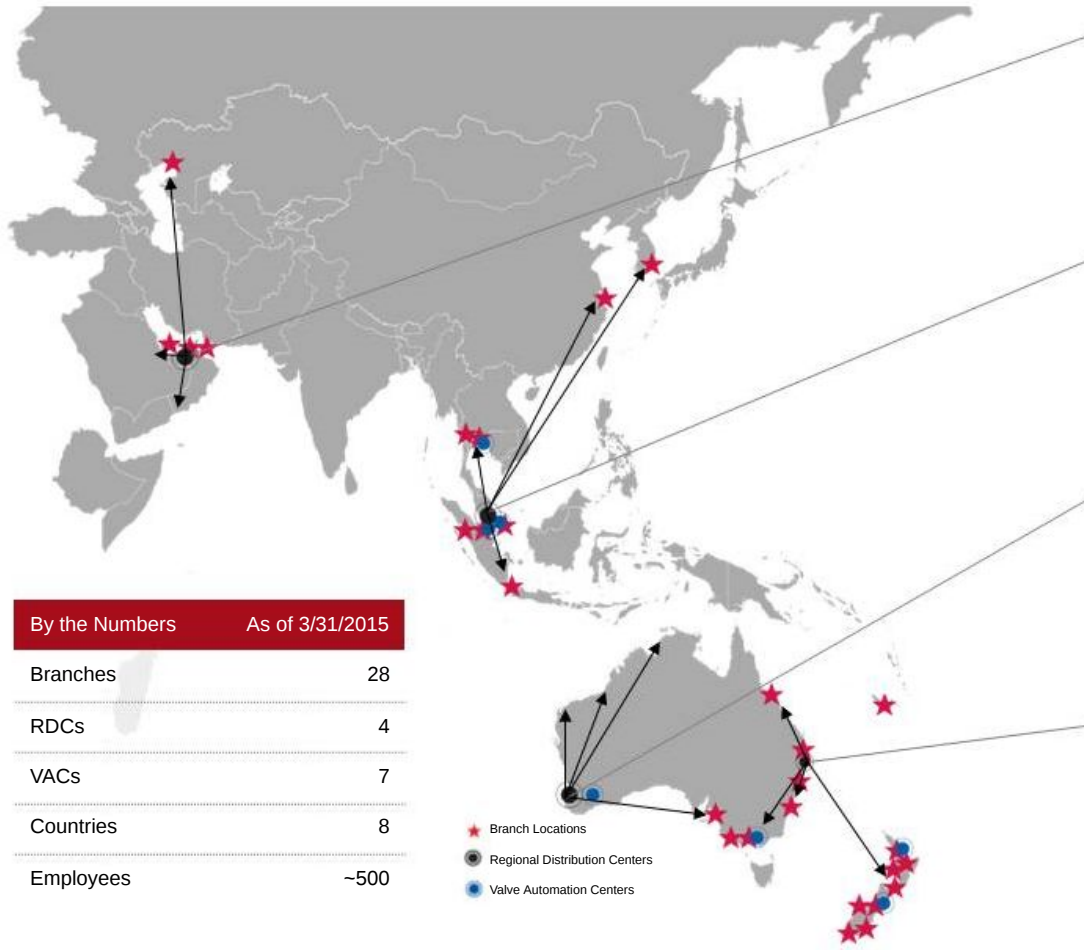 By the Numbers As of 3/31/2015
Branches 28
RDCs 4
VACs 7
Countries 8
Employees ~500
Branch Locations
Regional Distribution Centers
Valve Automation Centers